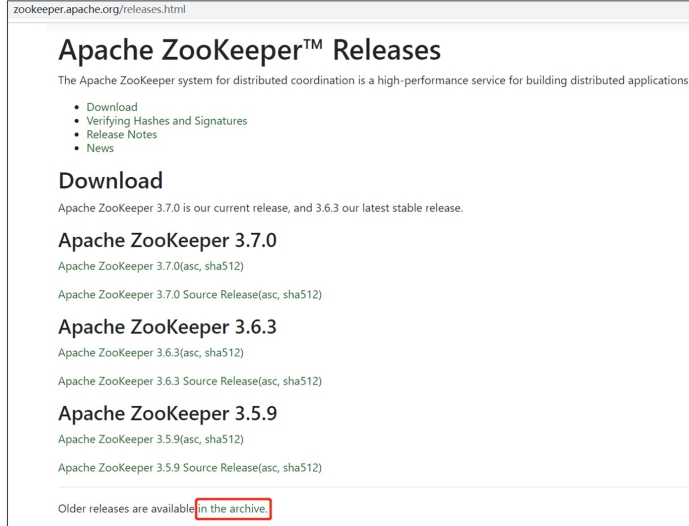 zookeeper.apache.org/releases.html
Apache ZooKeeper™ Releases
The Apache ZooKeeper system for distributed coordination is a high-performance service for building distributed applications
Download
Verifying Hashes and Signatures
Release Notes
News
Download
Apache ZooKeeper 3.7.0 is our current release, and 3.6.3 our latest stable release.
Apache ZooKeeper 3.7.0
Apache ZooKeeper 3.7.0(asc, sha512)
Apache ZooKeeper 3.7.0 Source Release(asc, sha512)
Apache ZooKeeper 3.6.3
Apache ZooKeeper 3.6.3(asc, sha512)
Apache ZooKeeper 3.6.3 Source Release(asc, sha512)
Apache ZooKeeper 3.5.9
Apache ZooKeeper 3.5.9(asc, sha512)
Apache ZooKeeper 3.5.9 Source Release(asc, sha512)
Older releases are available in the archive.